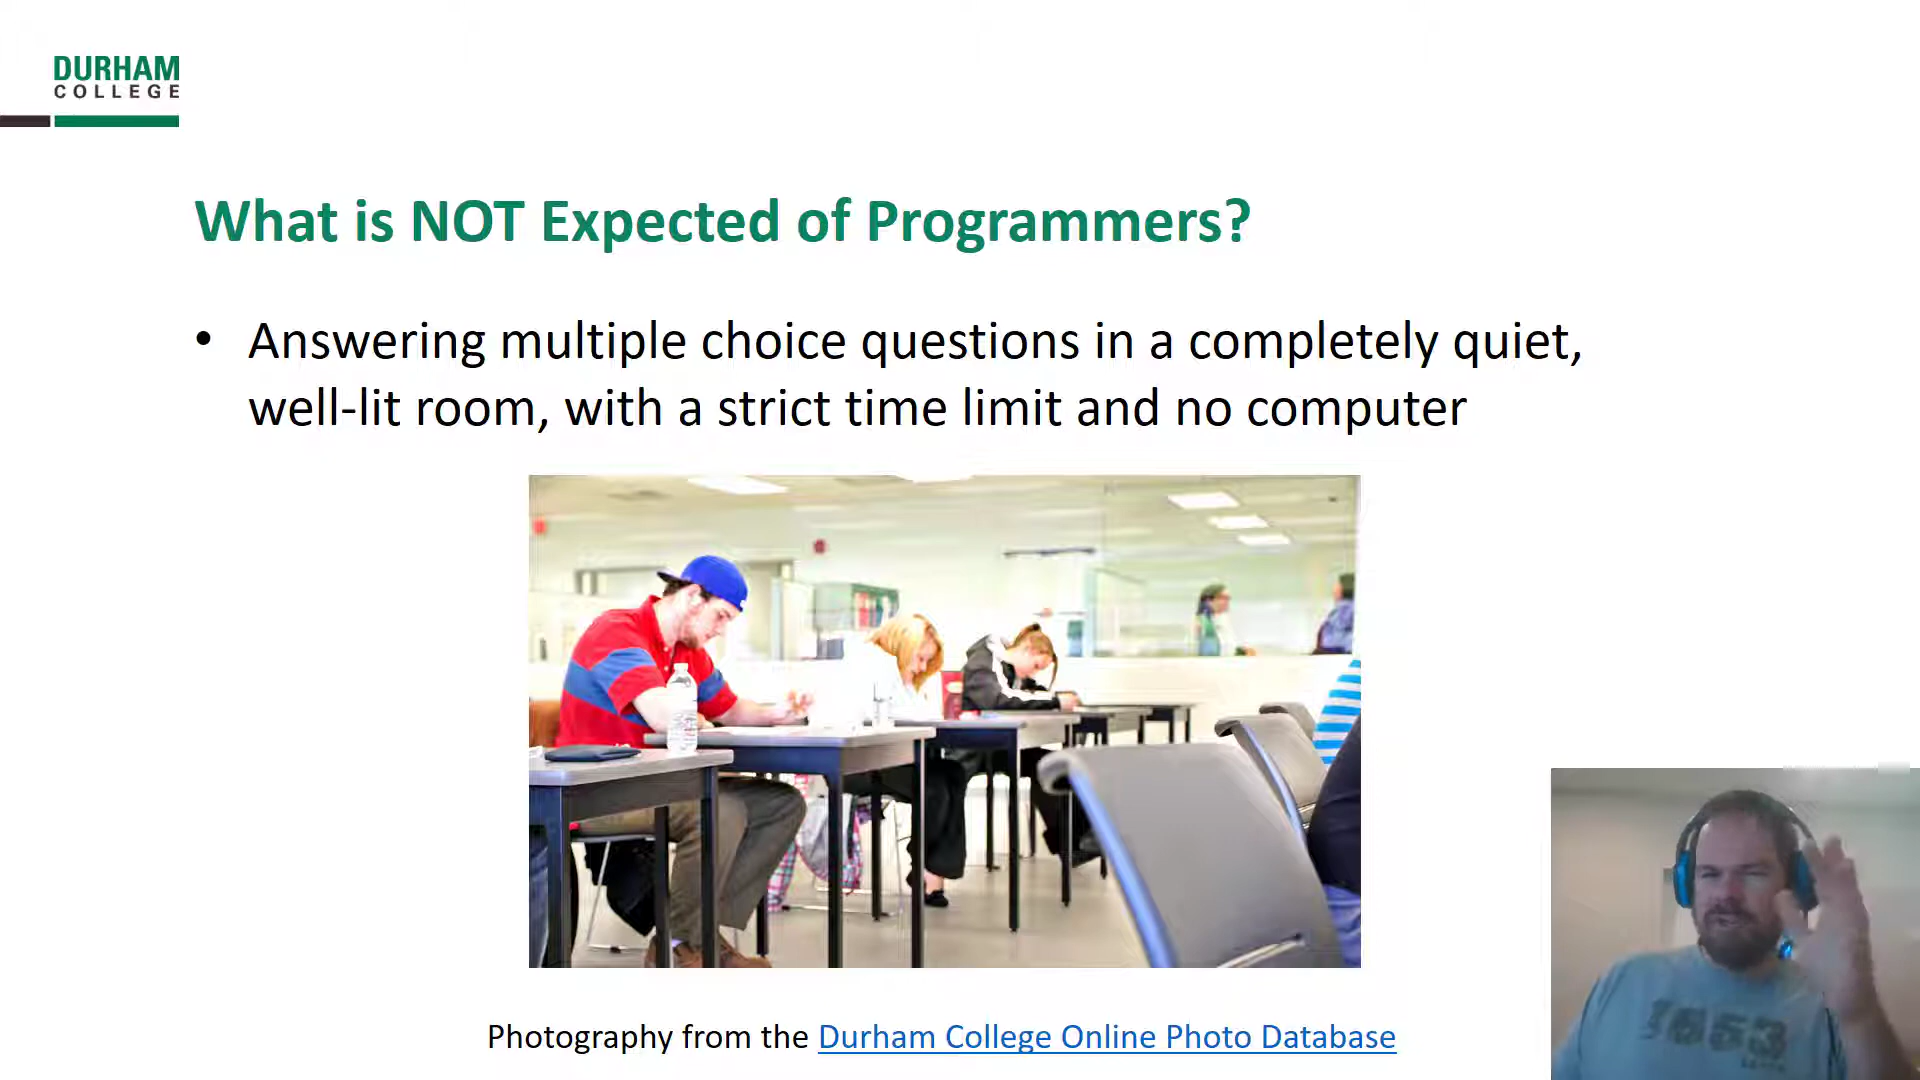 DURHAM
COLLEGE
What is NOT Expected of Programmers?
• Answering multiple choice questions in a completely quiet,
well-lit room, with a strict time limit and no computer
Photography from the Durham College Online Photo Database